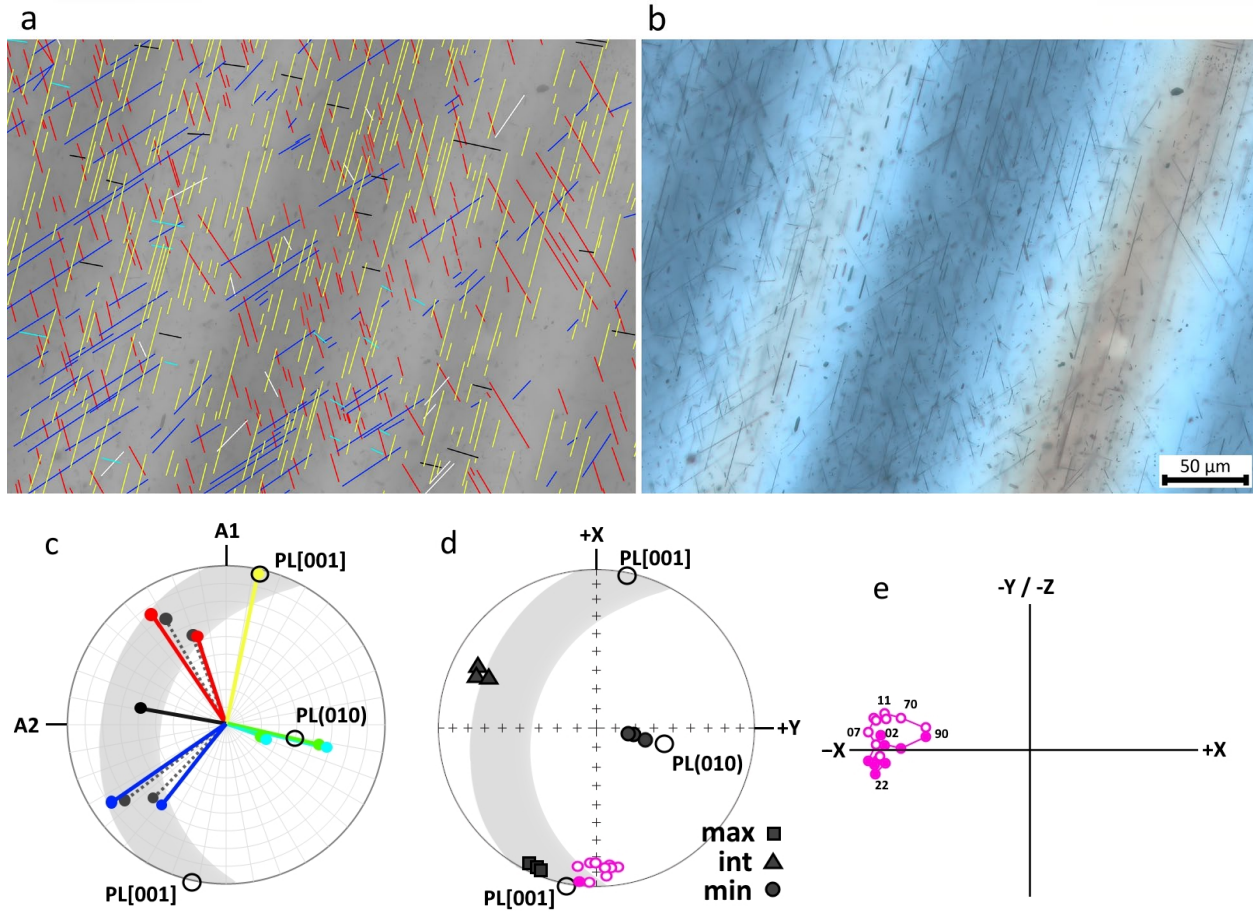 a
b
50 µm
c
A1
PL[001]
A2
PL(010)
PL[001]
d
+X
PL[001]
+Y
PL(010)
max
int
min
PL[001]
e
-Y / -Z
11
70
07
02
90
–X
+X
22